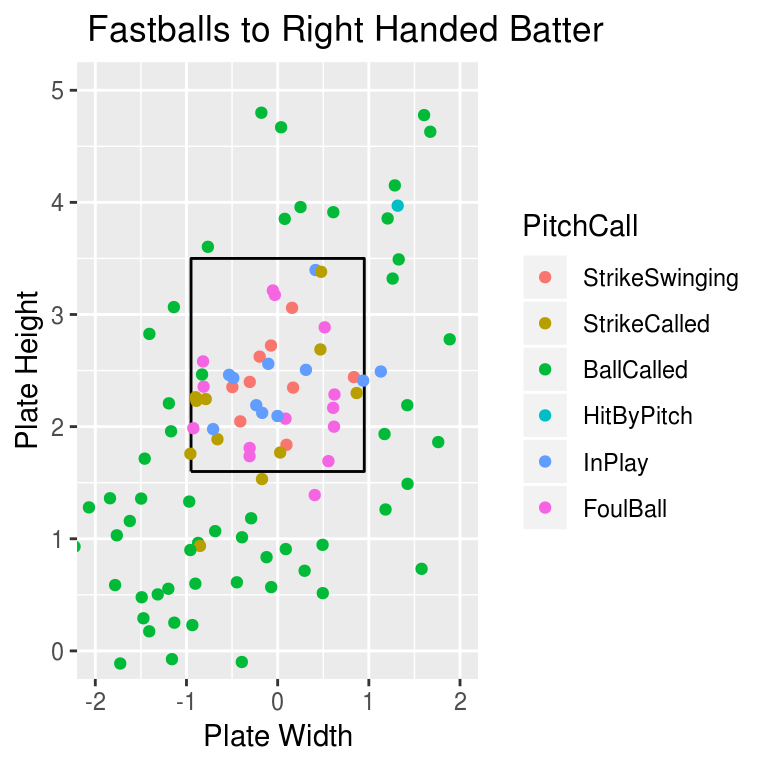 Fastballs to Right Handed Batter
5
4
3
2
1
0
-2 -1 0 1 2
Plate Height
Plate Width
PitchCall
StrikeSwinging
StrikeCalled
BallCalled
HitByPitch
InPlay
FoulBall